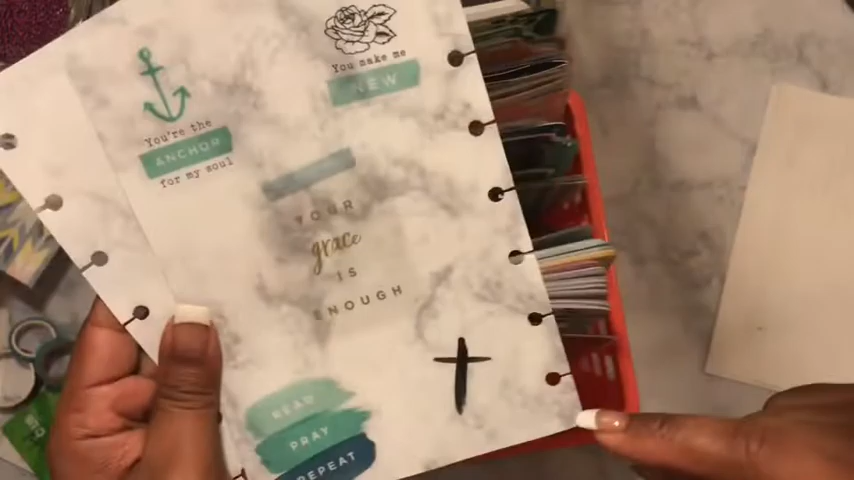 You make me
NEW
You're the
ANCHOR
for my soul
YOUR
grace
IS
ENOUGH
READ
PRAY
REPEAT